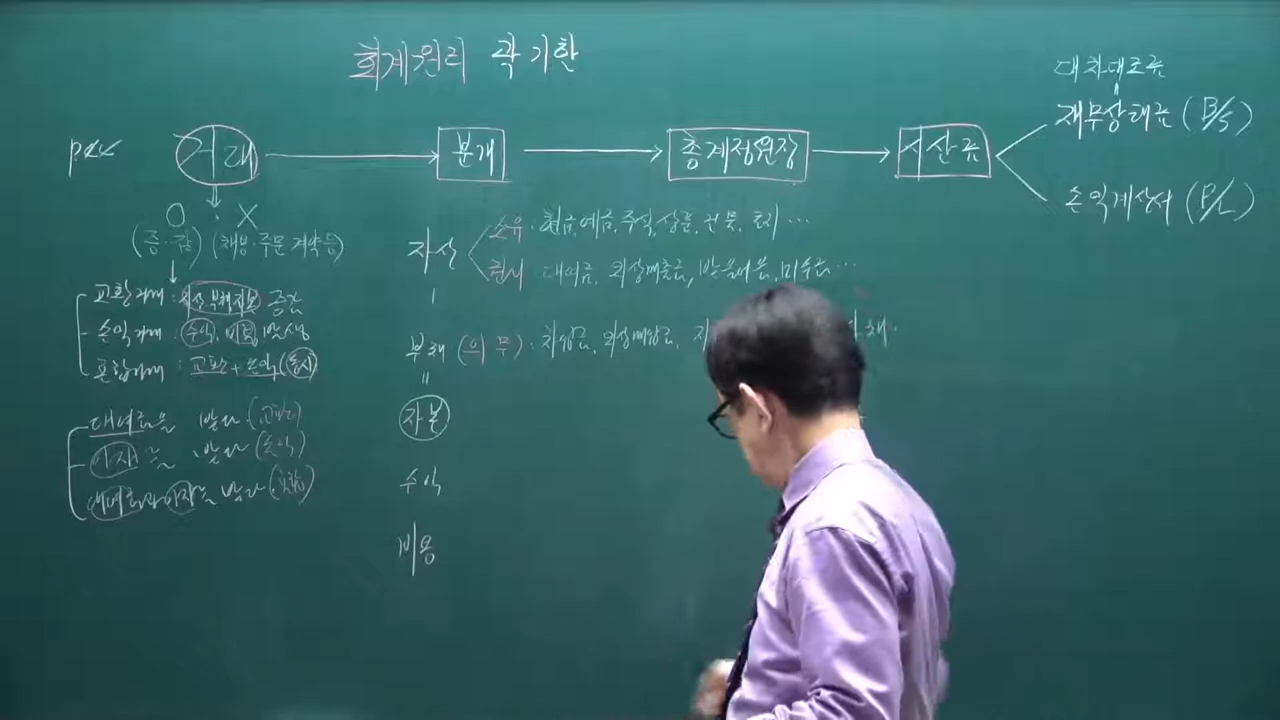 회계원리 곽기환
거래 → 분개 → 총계정원장 → 시산표
대차대조표
"
재무상태표 (B/S)
손익계산서 (P/L)
O · X
(증·감) (채용·주문 계약 등)
교환거래 : 자산 부채 자본 증감
손익거래 : 수익, 비용 발생
혼합거래 : 교환 + 손익 (동시)
대여금을 받다 (교환)
이자를 받다 (손익)
대여금과 이자를 받다 (혼합)
자산
소유 · 현금, 예금, 주식, 상품, 건물, 토지 ···
권리 대여금, 외상매출금, 받을어음, 미수금 ···
부채 (의무) : 차입금, 외상매입금,
=
자본
수익
비용